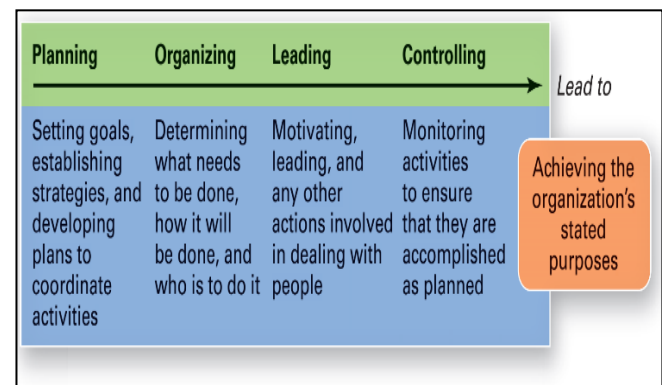 Planning
Organizing
Leading
Controlling
Lead to
Setting goals,
establishing
strategies, and
developing
plans to
coordinate
activities
Determining
what needs
to be done,
how it will
be done, and
who is to do it
Motivating,
leading, and
any other
actions involved
in dealing with
people
Monitoring
activities
to ensure
that they are
accomplished
as planned
Achieving the
organization's
stated
purposes